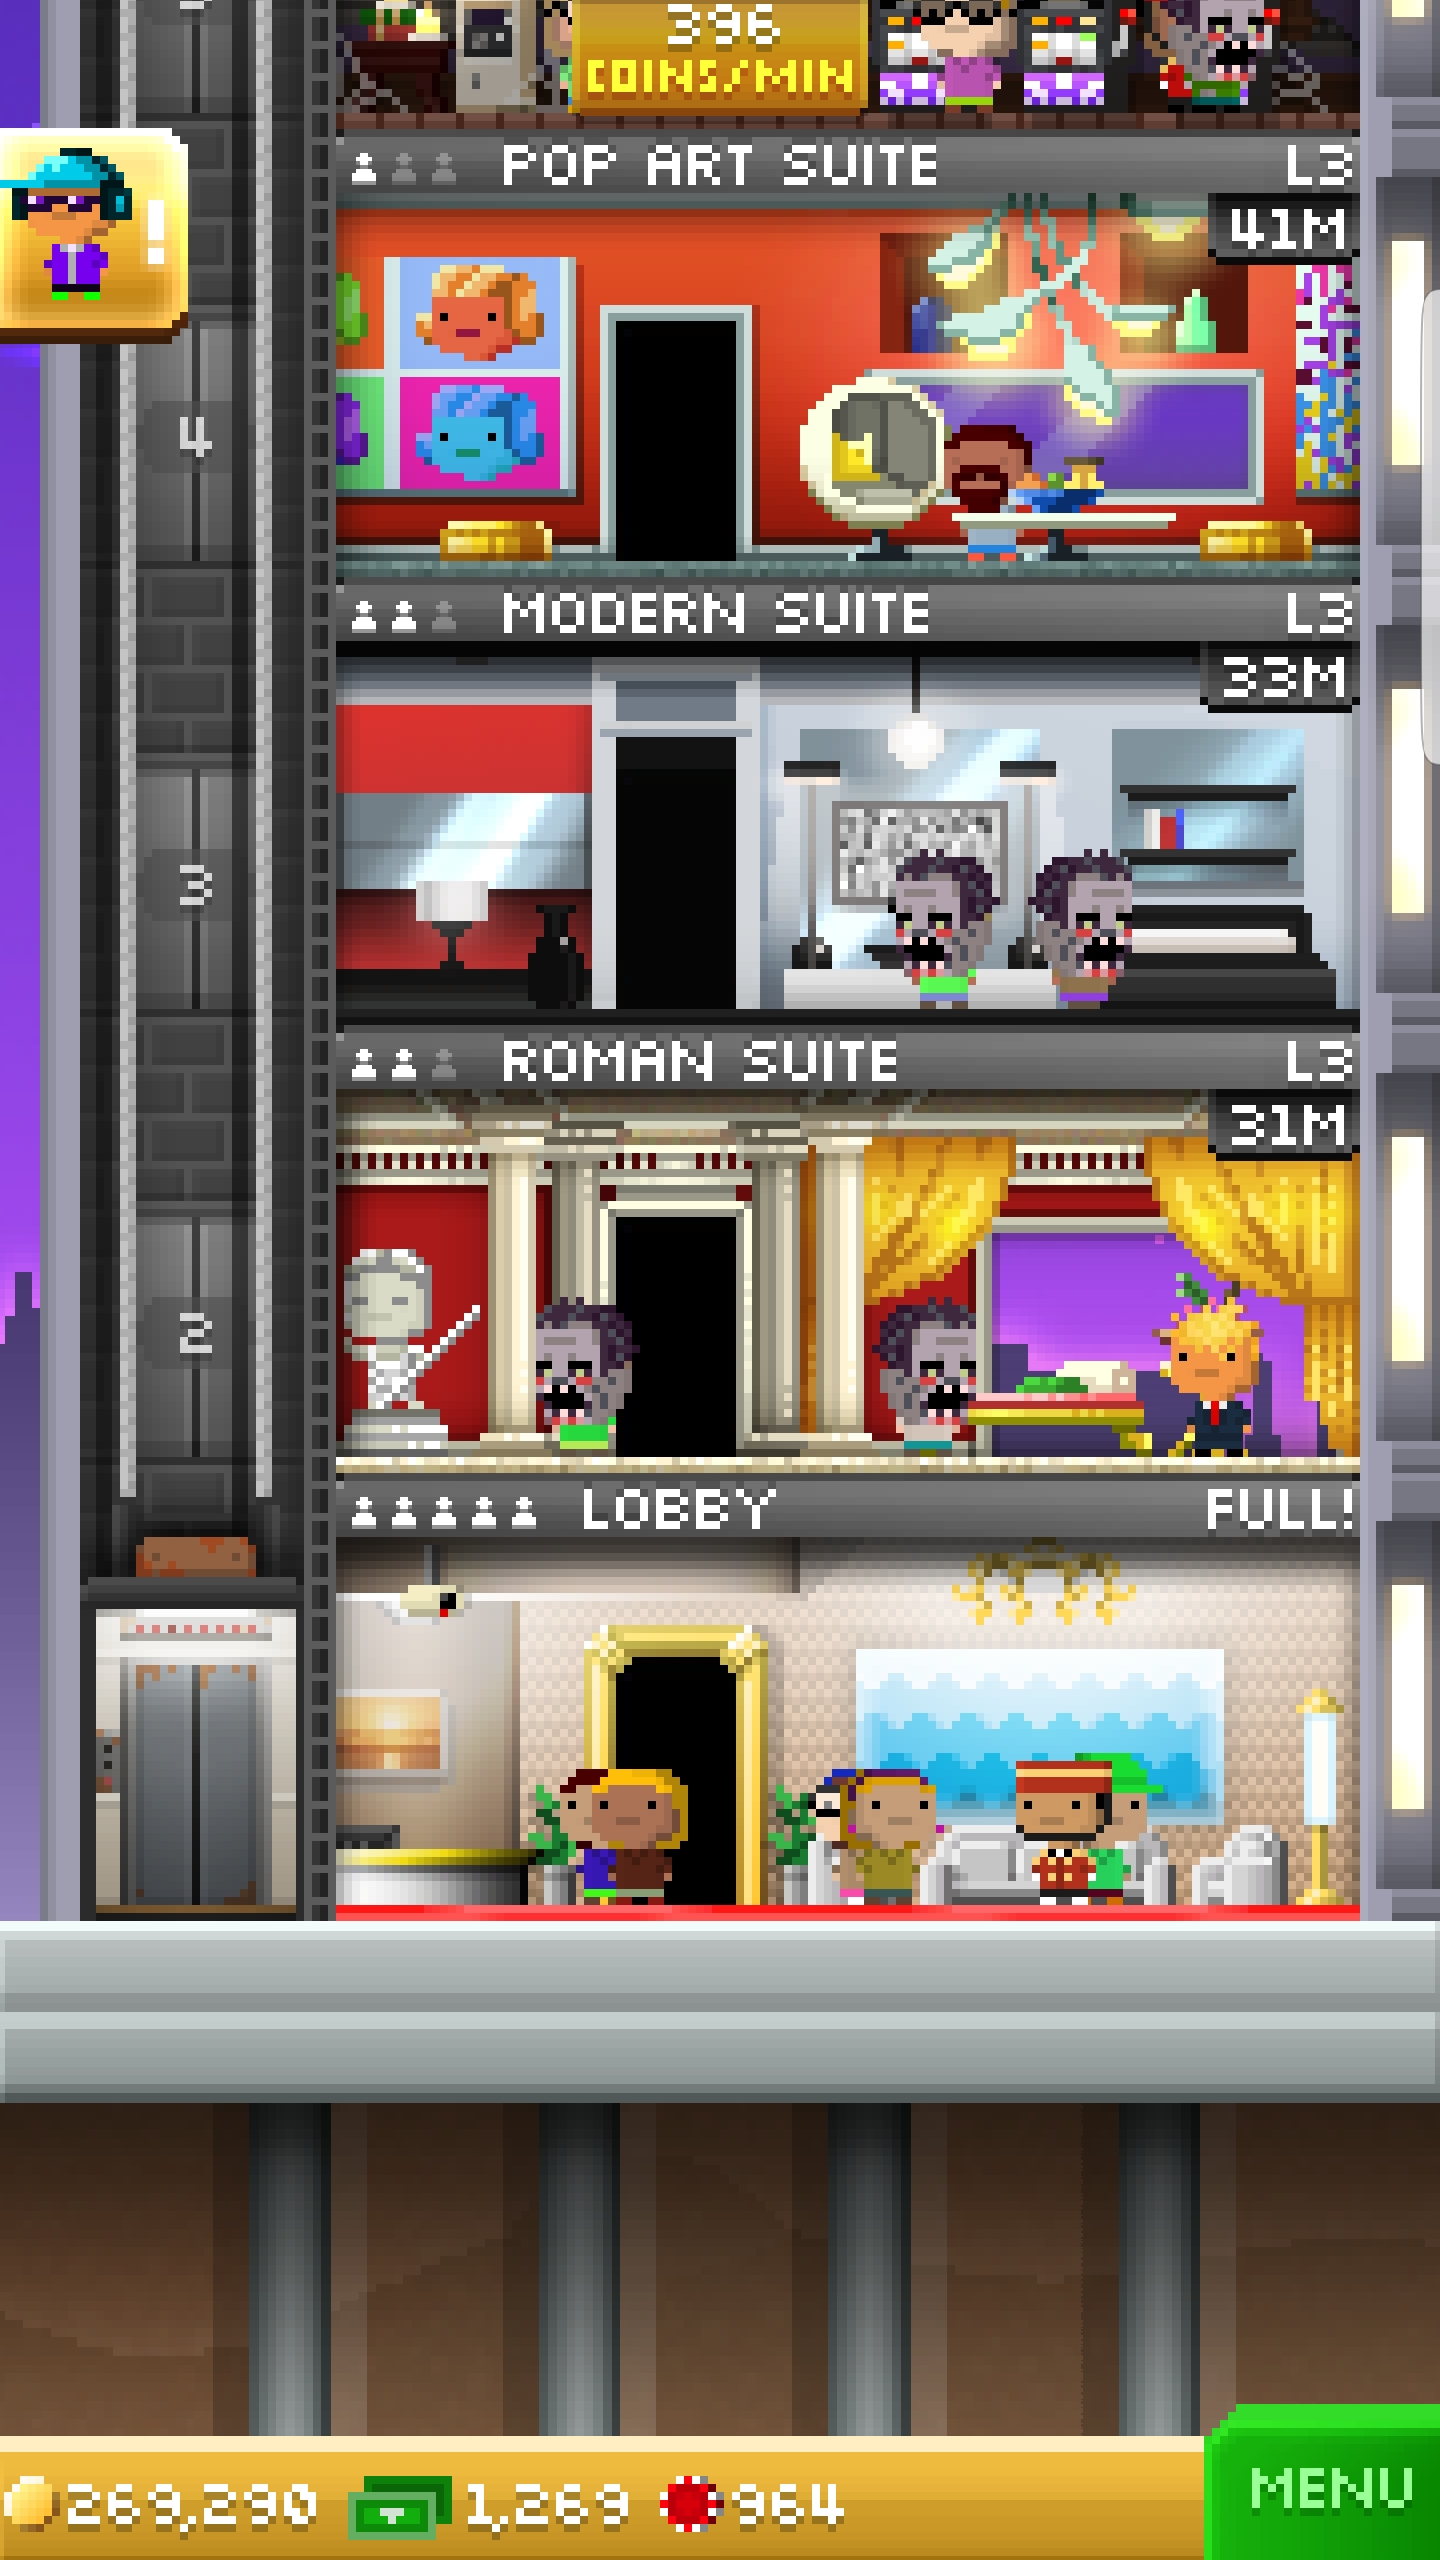 396
COINS/MIN
POP ART SUITE L3
41M
!
4
MODERN SUITE L3
33M
3
ROMAN SUITE L3
31M
2
LOBBY FULL!
269,290 1,269 964 MENU